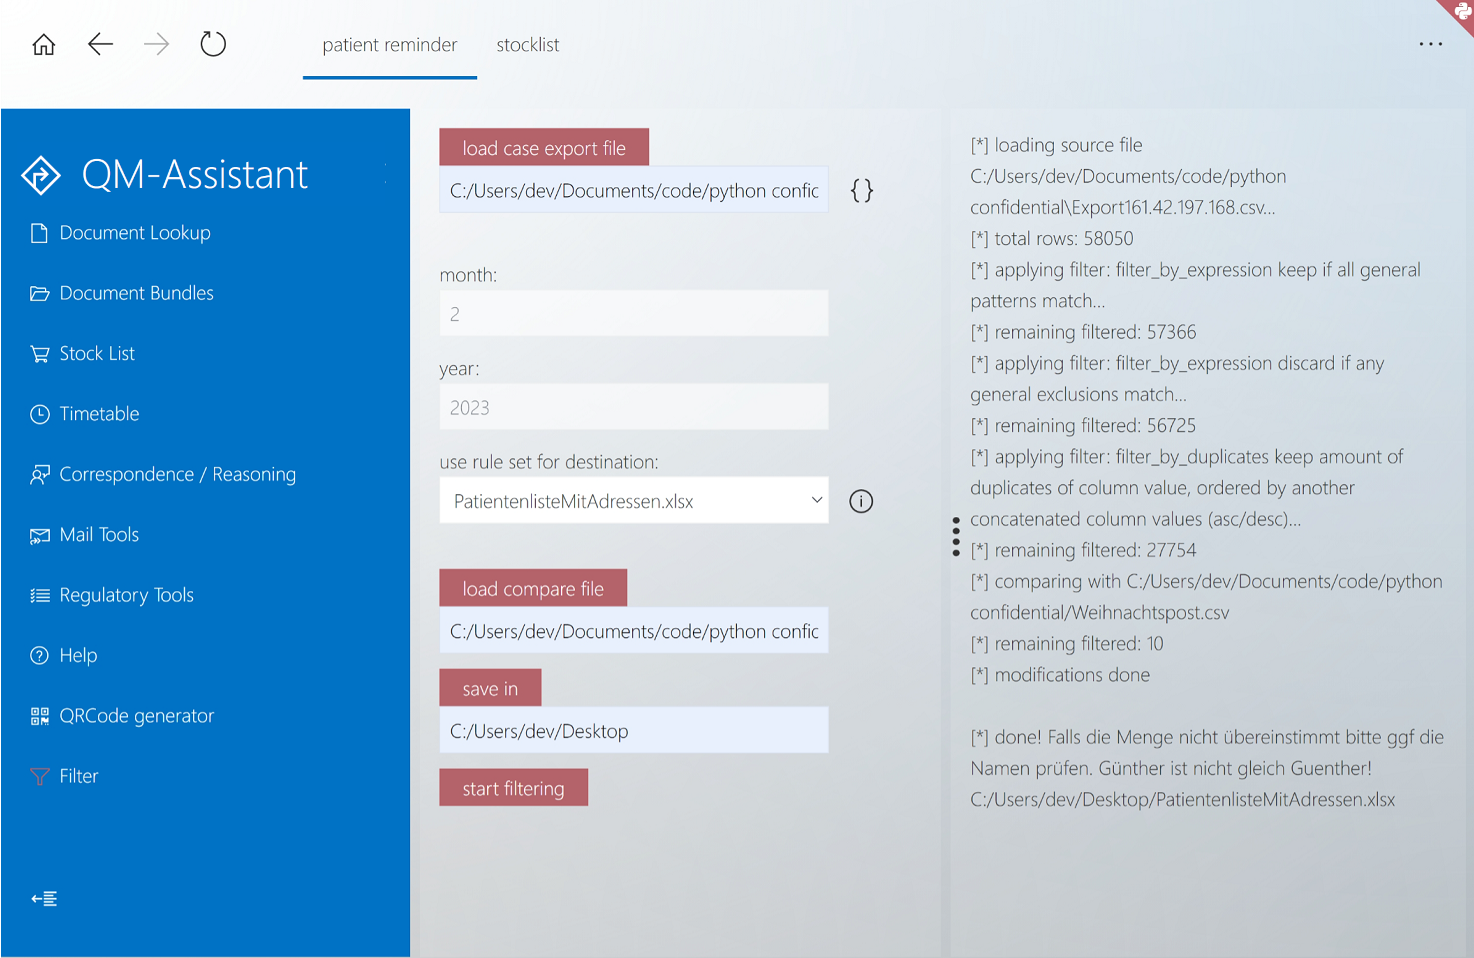 patient reminder
stocklist
QM-Assistant
Document Lookup
Document Bundles
Stock List
Timetable
Correspondence / Reasoning
Mail Tools
Regulatory Tools
Help
QRCode generator
Filter
load case export file
C:/Users/dev/Documents/code/python confic
{}
month:
2
year:
2023
use rule set for destination:
PatientenlisteMitAdressen.xlsx
load compare file
C:/Users/dev/Documents/code/python confic
save in
C:/Users/dev/Desktop
start filtering
[*] loading source file
C:/Users/dev/Documents/code/python
confidential\Export161.42.197.168.csv...
[*] total rows: 58050
[*] applying filter: filter_by_expression keep if all general
patterns match...
[*] remaining filtered: 57366
[*] applying filter: filter_by_expression discard if any
general exclusions match...
[*] remaining filtered: 56725
[*] applying filter: filter_by_duplicates keep amount of
duplicates of column value, ordered by another
concatenated column values (asc/desc)...
[*] remaining filtered: 27754
[*] comparing with C:/Users/dev/Documents/code/python
confidential/Weihnachtspost.csv
[*] remaining filtered: 10
[*] modifications done
[*] done! Falls die Menge nicht übereinstimmt bitte ggf die
Namen prüfen. Günther ist nicht gleich Guenther!
C:/Users/dev/Desktop/PatientenlisteMitAdressen.xlsx